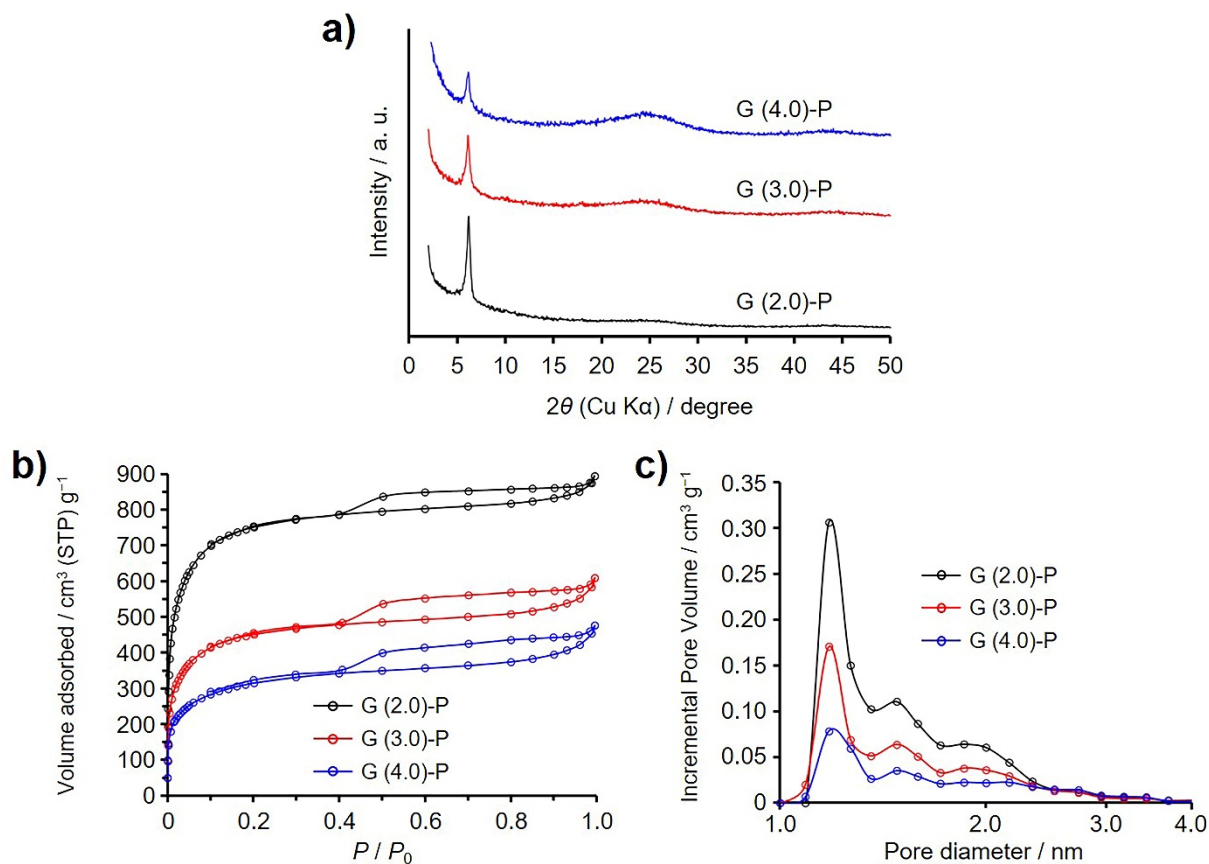 a)
Intensity / a. u.
G (4.0)-P
G (3.0)-P
G (2.0)-P
0 5 10 15 20 25 30 35 40 45 50
2θ (Cu Kα) / degree
b)
Volume adsorbed / cm³ (STP) g⁻¹
900
800
700
600
500
400
300
200
100
0
G (2.0)-P
G (3.0)-P
G (4.0)-P
0 0.2 0.4 0.6 0.8 1.0
P / P₀
c)
Incremental Pore Volume / cm³ g⁻¹
0.35
0.30
0.25
0.20
0.15
0.10
0.05
0
G (2.0)-P
G (3.0)-P
G (4.0)-P
1.0 2.0 3.0 4.0
Pore diameter / nm